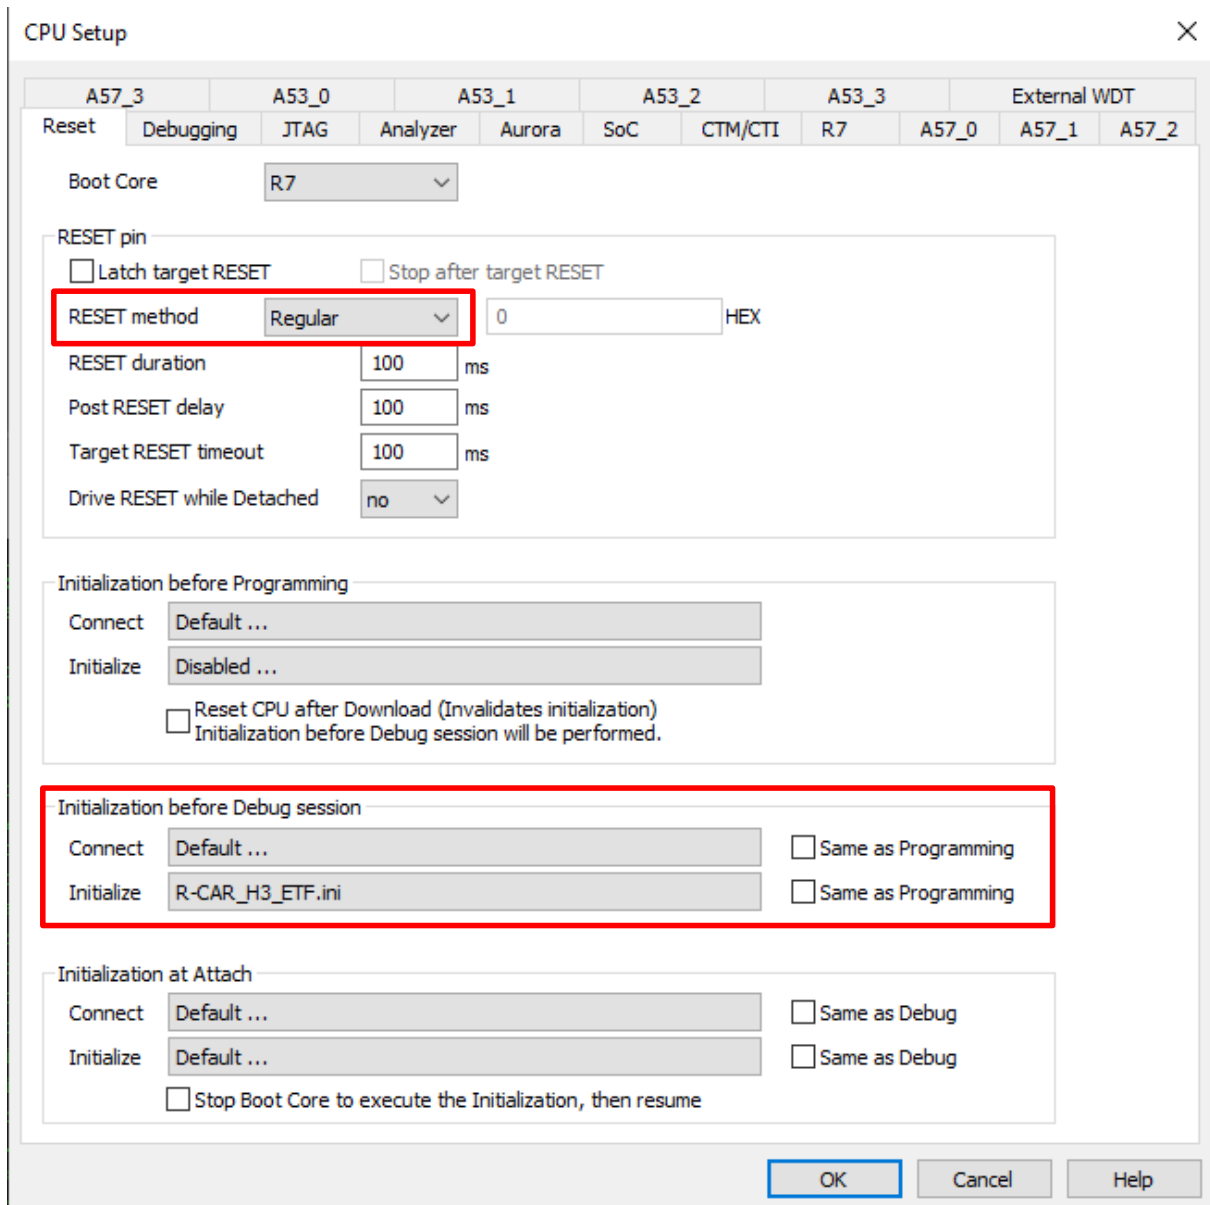 CPU Setup
A57_3 A53_0 A53_1 A53_2 A53_3 External WDT
Reset Debugging JTAG Analyzer Aurora SoC CTM/CTI R7 A57_0 A57_1 A57_2
Boot Core R7
RESET pin
Latch target RESET Stop after target RESET
RESET method Regular 0 HEX
RESET duration 100 ms
Post RESET delay 100 ms
Target RESET timeout 100 ms
Drive RESET while Detached no
Initialization before Programming
Connect Default ...
Initialize Disabled ...
Reset CPU after Download (Invalidates initialization)
Initialization before Debug session will be performed.
Initialization before Debug session
Connect Default ... Same as Programming
Initialize R-CAR_H3_ETF.ini Same as Programming
Initialization at Attach
Connect Default ... Same as Debug
Initialize Default ... Same as Debug
Stop Boot Core to execute the Initialization, then resume
OK Cancel Help